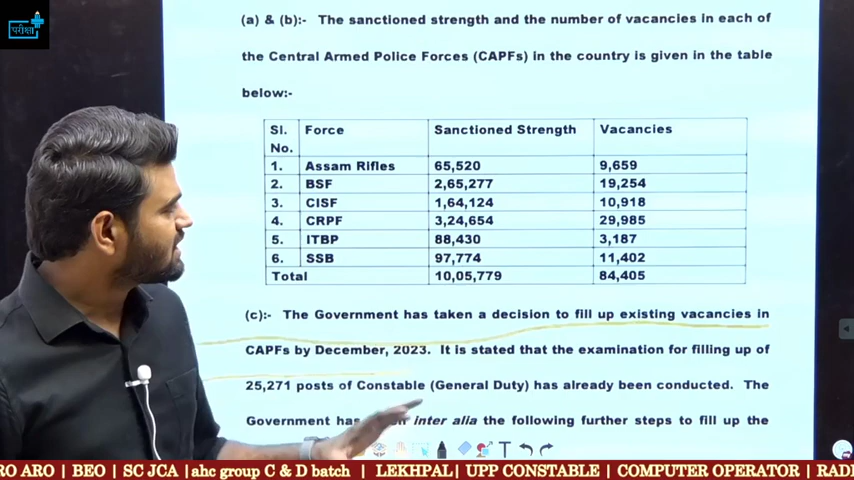 परीक्षा
(a) & (b):- The sanctioned strength and the number of vacancies in each of
the Central Armed Police Forces (CAPFs) in the country is given in the table
below:-
Sl. No. Force Sanctioned Strength Vacancies
1. Assam Rifles 65,520 9,659
2. BSF 2,65,277 19,254
3. CISF 1,64,124 10,918
4. CRPF 3,24,654 29,985
5. ITBP 88,430 3,187
6. SSB 97,774 11,402
Total 10,05,779 84,405
(c):- The Government has taken a decision to fill up existing vacancies in
CAPFs by December, 2023. It is stated that the examination for filling up of
25,271 posts of Constable (General Duty) has already been conducted. The
Government has inter alia the following further steps to fill up the
RO ARO | BEO | SC JCA |ahc group C & D batch | LEKHPAL| UPP CONSTABLE | COMPUTER OPERATOR | RADI